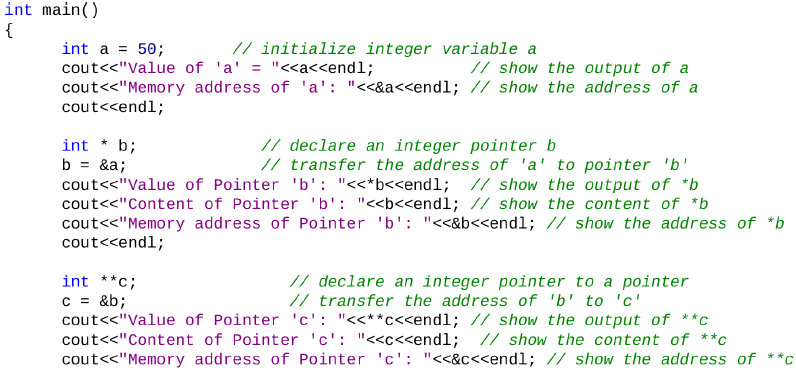 int main()
{
int a = 50; // initialize integer variable a
cout<<"Value of 'a' = "<<a<<endl; // show the output of a
cout<<"Memory address of 'a': "<<&a<<endl; // show the address of a
cout<<endl;
int * b; // declare an integer pointer b
b = &a; // transfer the address of 'a' to pointer 'b'
cout<<"Value of Pointer 'b': "<<*b<<endl; // show the output of *b
cout<<"Content of Pointer 'b': "<<b<<endl; // show the content of *b
cout<<"Memory address of Pointer 'b': "<<&b<<endl; // show the address of *b
cout<<endl;
int **c; // declare an integer pointer to a pointer
c = &b; // transfer the address of 'b' to 'c'
cout<<"Value of Pointer 'c': "<<**c<<endl; // show the output of **c
cout<<"Content of Pointer 'c': "<<c<<endl; // show the content of **c
cout<<"Memory address of Pointer 'c': "<<&c<<endl; // show the address of **c